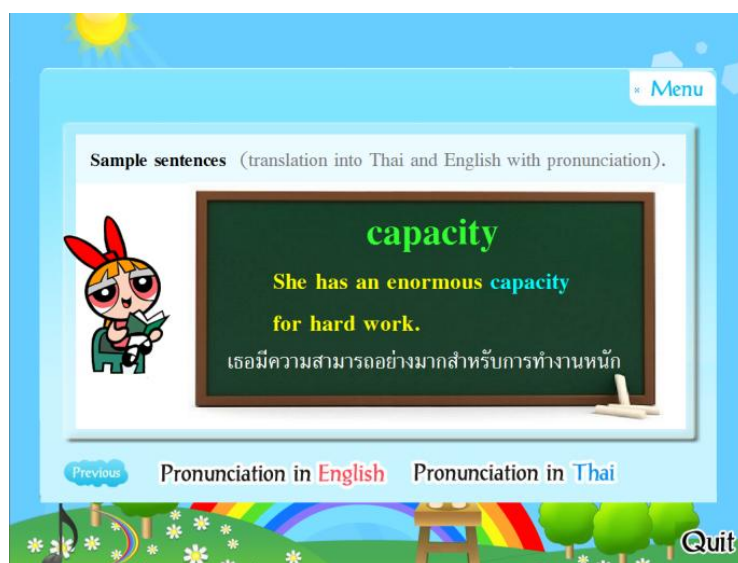 × Menu
Sample sentences (translation into Thai and English with pronunciation).
capacity
She has an enormous capacity
for hard work.
เธอมีความสามารถอย่างมากสำหรับการทำงานหนัก
Previous Pronunciation in English Pronunciation in Thai
Quit